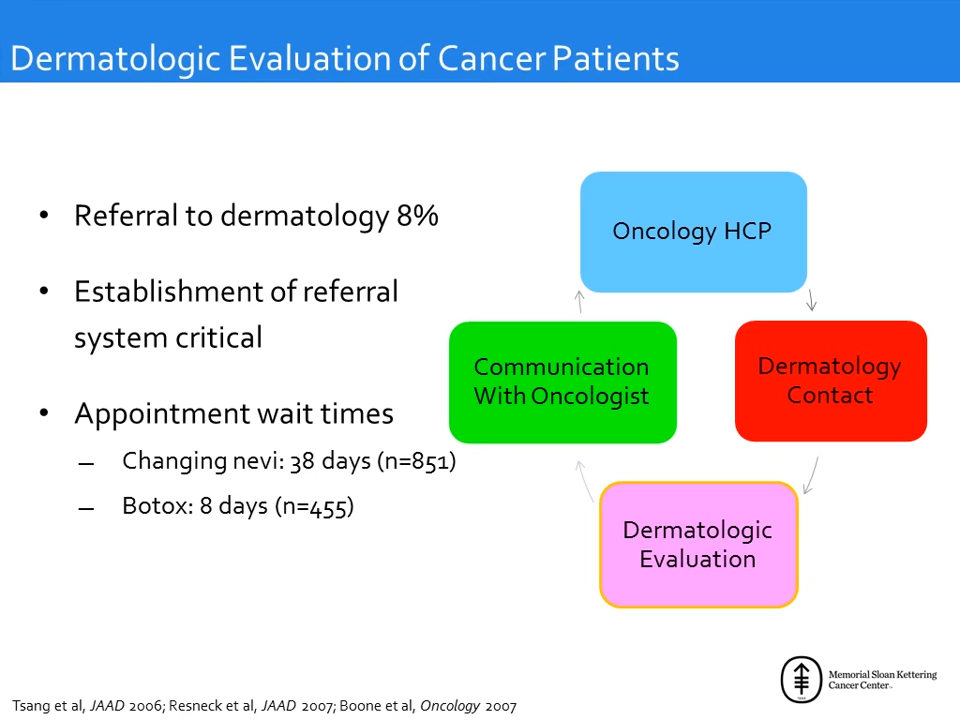 Dermatologic Evaluation of Cancer Patients
• Referral to dermatology 8%
• Establishment of referral
system critical
• Appointment wait times
– Changing nevi: 38 days (n=851)
– Botox: 8 days (n=455)
Oncology HCP
Dermatology
Contact
Dermatologic
Evaluation
Communication
With Oncologist
Memorial Sloan Kettering
Cancer Center
Tsang et al, JAAD 2006; Resneck et al, JAAD 2007; Boone et al, Oncology 2007